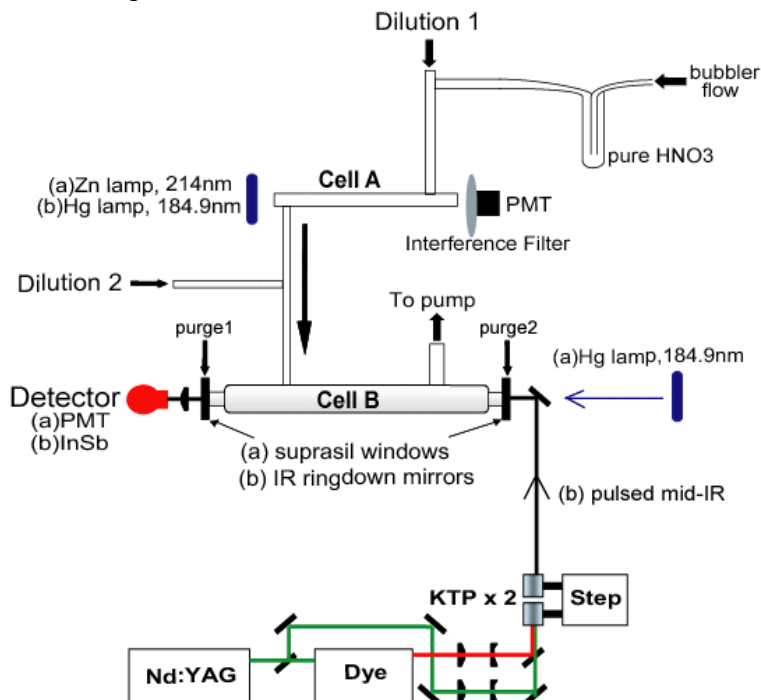 Dilution 1
bubbler
flow
pure HNO3
(a)Zn lamp, 214nm
(b)Hg lamp, 184.9nm
Cell A
PMT
Interference Filter
Dilution 2
To pump
purge1
purge2
(a)Hg lamp,184.9nm
Detector
(a)PMT
(b)InSb
Cell B
(a) suprasil windows
(b) IR ringdown mirrors
(b) pulsed mid-IR
KTP x 2
Step
Nd:YAG
Dye